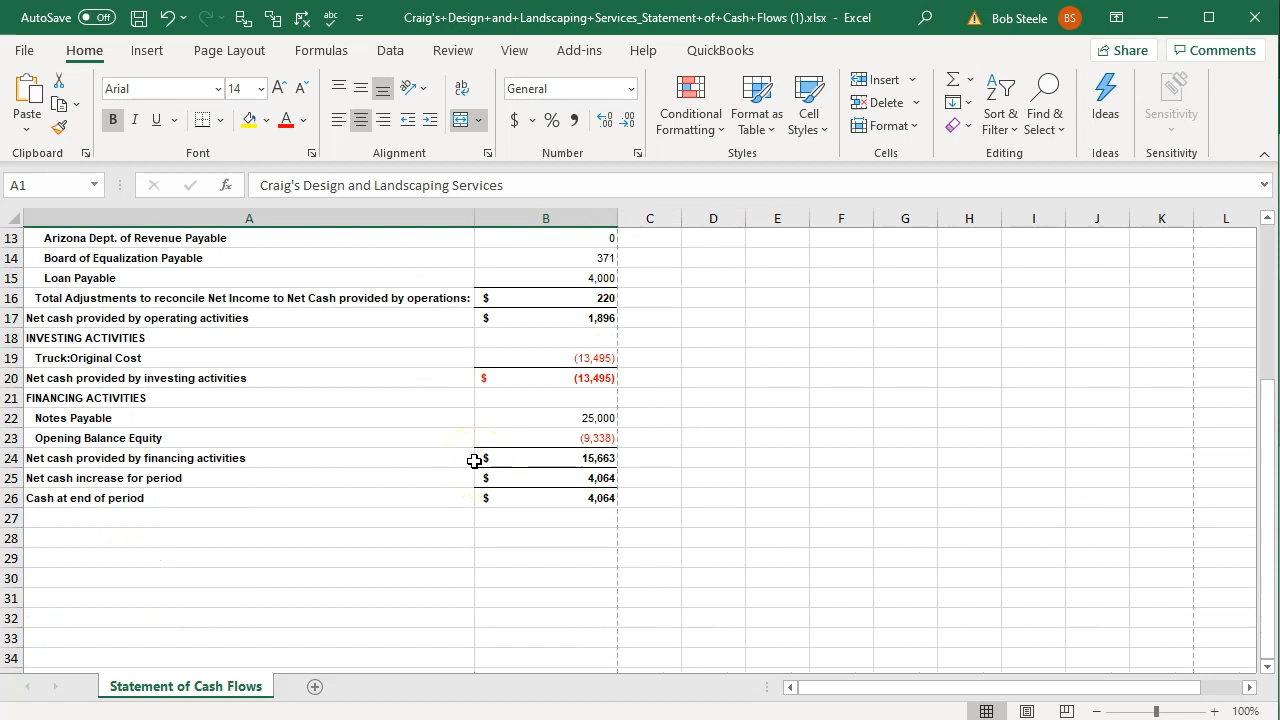 AutoSave Off Craig's+Design+and+Landscaping+Services_Statement+of+Cash+Flows (1).xlsx - Excel Bob Steele BS
File Home Insert Page Layout Formulas Data Review View Add-ins Help QuickBooks Share Comments
Paste Arial 14 General Conditional Formatting Format as Table Cell Styles Insert Delete Format Sort & Filter Find & Select Ideas Sensitivity
Clipboard Font Alignment Number Styles Cells Editing Ideas Sensitivity
A1 fx Craig's Design and Landscaping Services
A B C D E F G H I J K L
13 Arizona Dept. of Revenue Payable 0
14 Board of Equalization Payable 371
15 Loan Payable 4,000
16 Total Adjustments to reconcile Net Income to Net Cash provided by operations: $ 220
17 Net cash provided by operating activities $ 1,896
18 INVESTING ACTIVITIES
19 Truck:Original Cost (13,495)
20 Net cash provided by investing activities $ (13,495)
21 FINANCING ACTIVITIES
22 Notes Payable 25,000
23 Opening Balance Equity (9,338)
24 Net cash provided by financing activities $ 15,663
25 Net cash increase for period $ 4,064
26 Cash at end of period $ 4,064
27
28
29
30
31
32
33
34
Statement of Cash Flows
100%